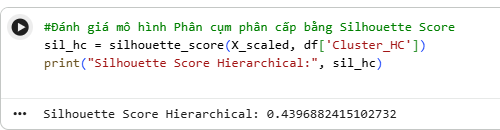 #Đánh giá mô hình Phân cụm phân cấp bằng Silhouette Score
sil_hc = silhouette_score(X_scaled, df['Cluster_HC'])
print("Silhouette Score Hierarchical:", sil_hc)
Silhouette Score Hierarchical: 0.4396882415102732